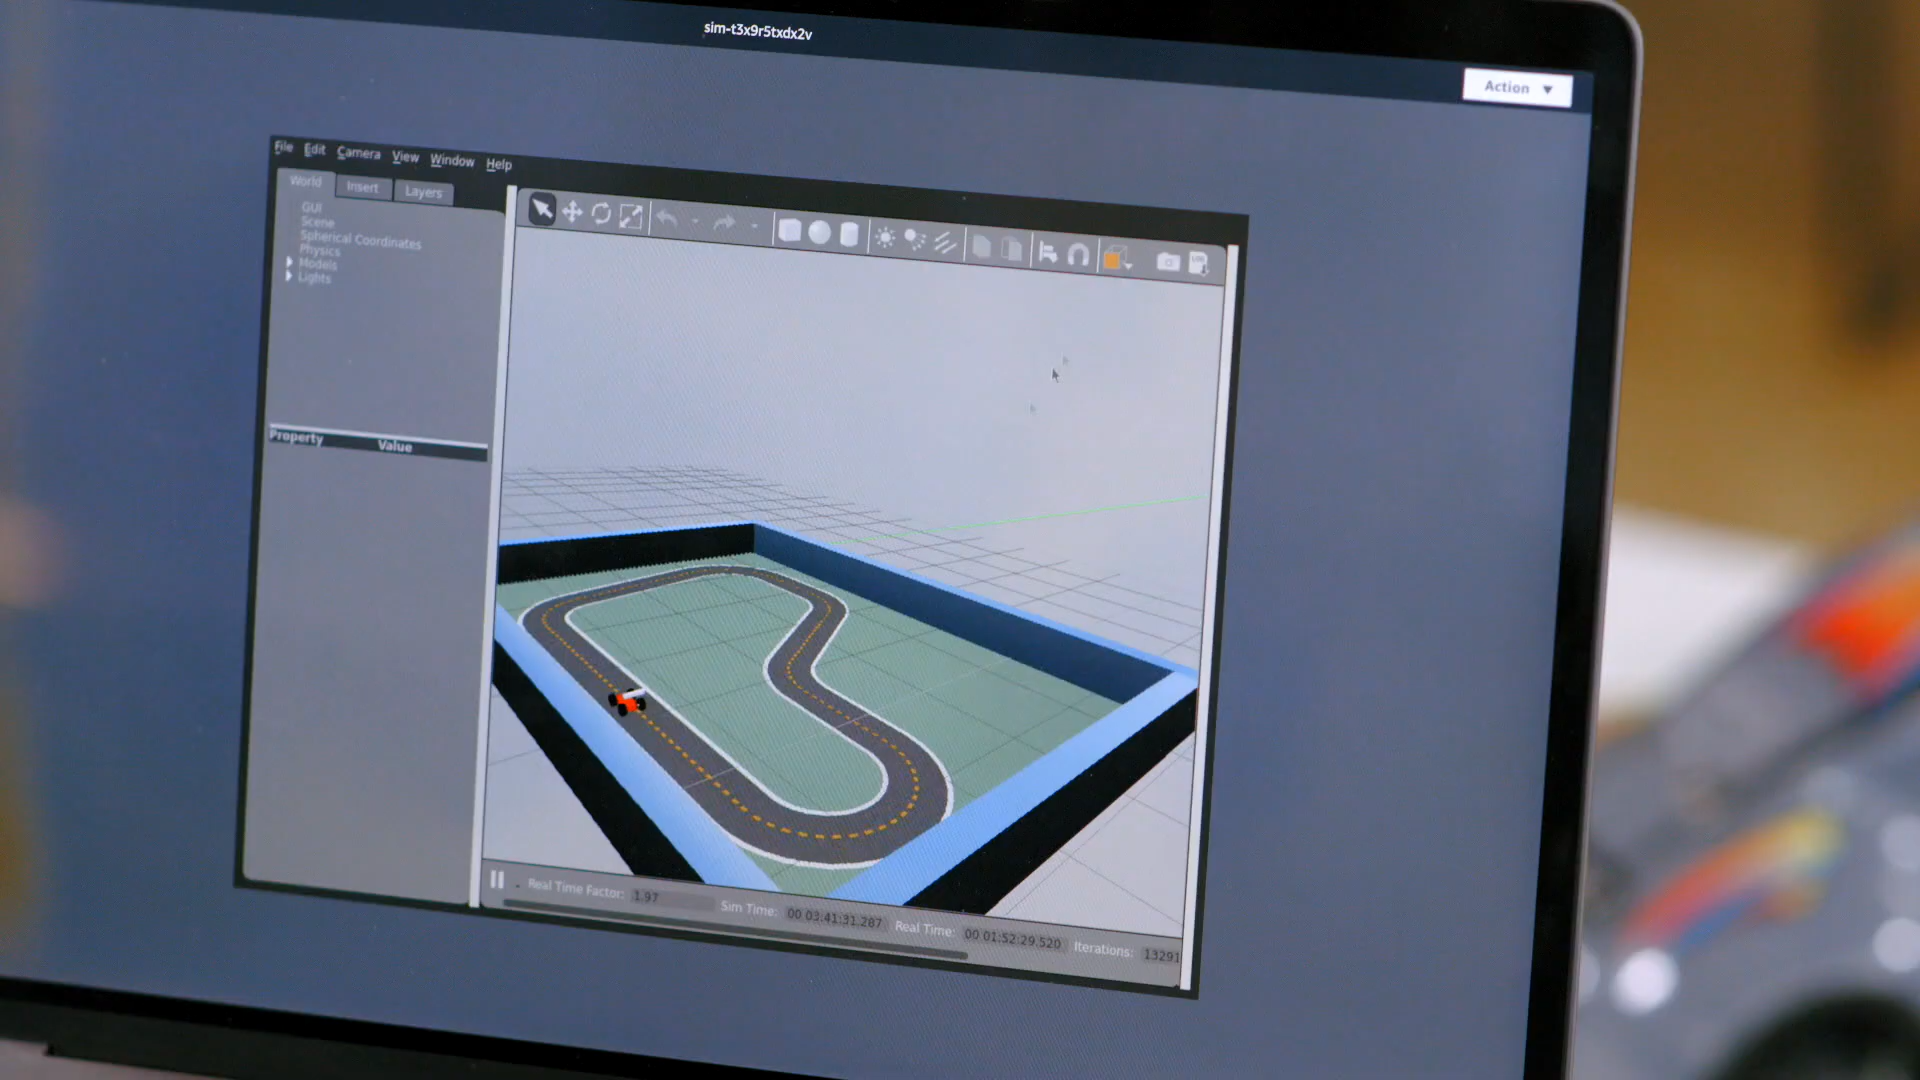 sim-t3x9r5txdx2v
Action
File Edit Camera View Window Help
World Insert Layers
GUI
Scene
Spherical Coordinates
Physics
Models
Lights
Property Value
LOG
Real Time Factor: 1.97 Sim Time: 00 03:41:31.287 Real Time: 00 01:52:29.520 Iterations: 13291